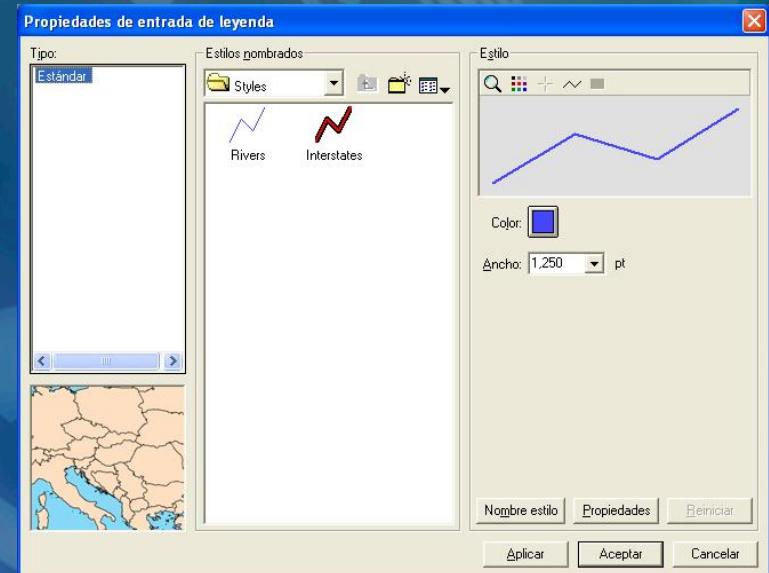 Propiedades de entrada de leyenda
Tipo:
Estándar
Estilos nombrados
Styles
Rivers
Interstates
Estilo
Color:
Ancho: 1,250 pt
Nombre estilo
Propiedades
Reiniciar
Aplicar
Aceptar
Cancelar